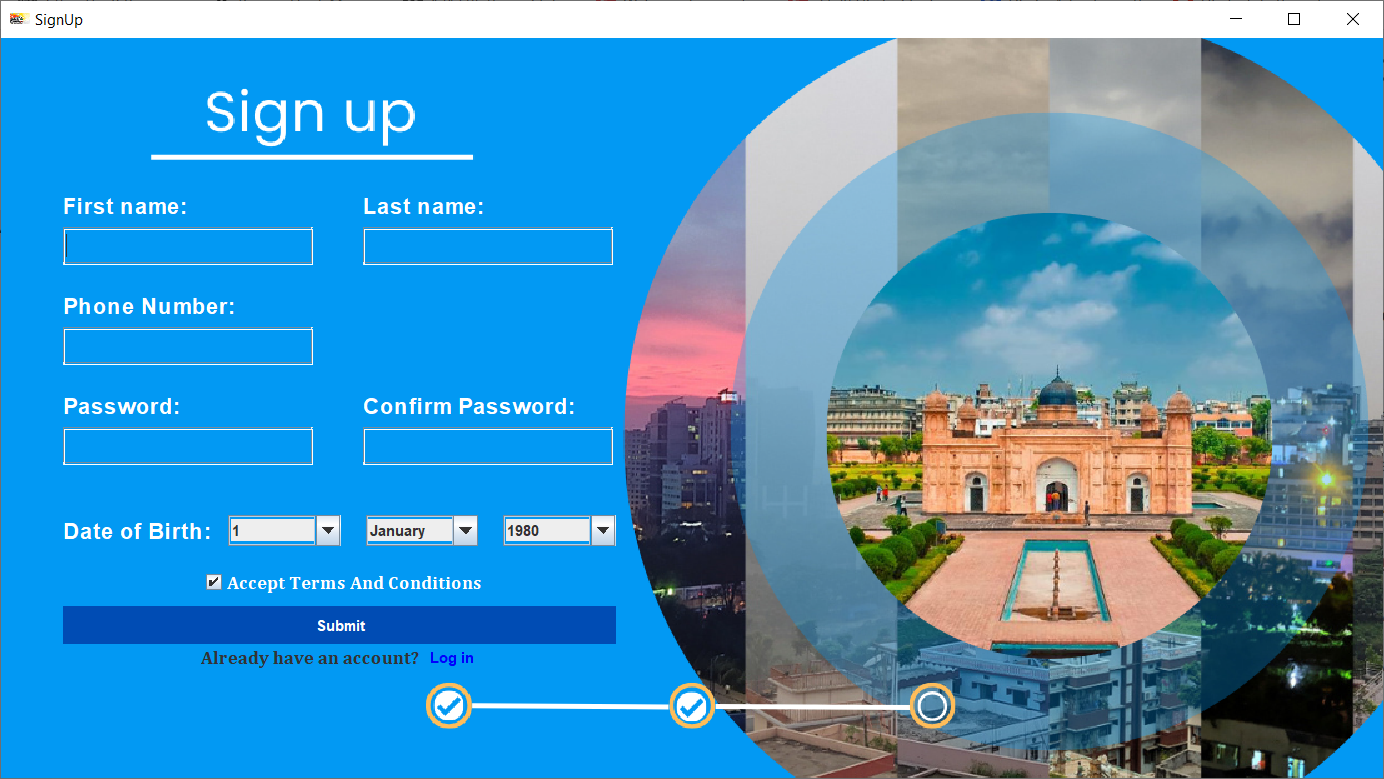 SignUp
Sign up
First name:
Last name:
Phone Number:
Password:
Confirm Password:
Date of Birth: 1 January 1980
Accept Terms And Conditions
Submit
Already have an account? Log in